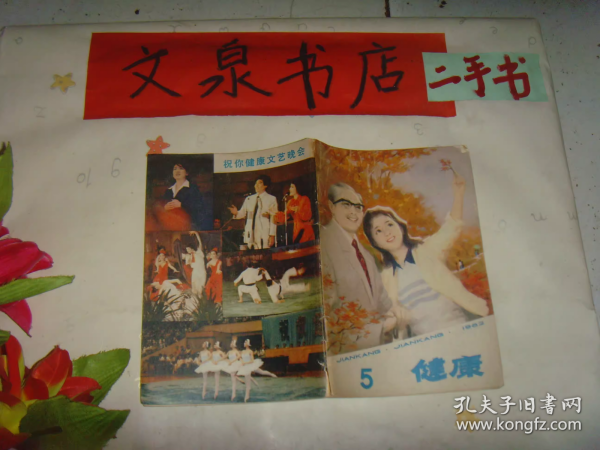 文泉书店
二手书
祝你健康文艺晚会
JIANKANG JIANKANG 1983
5 健康
孔夫子旧书网
www.kongfz.com